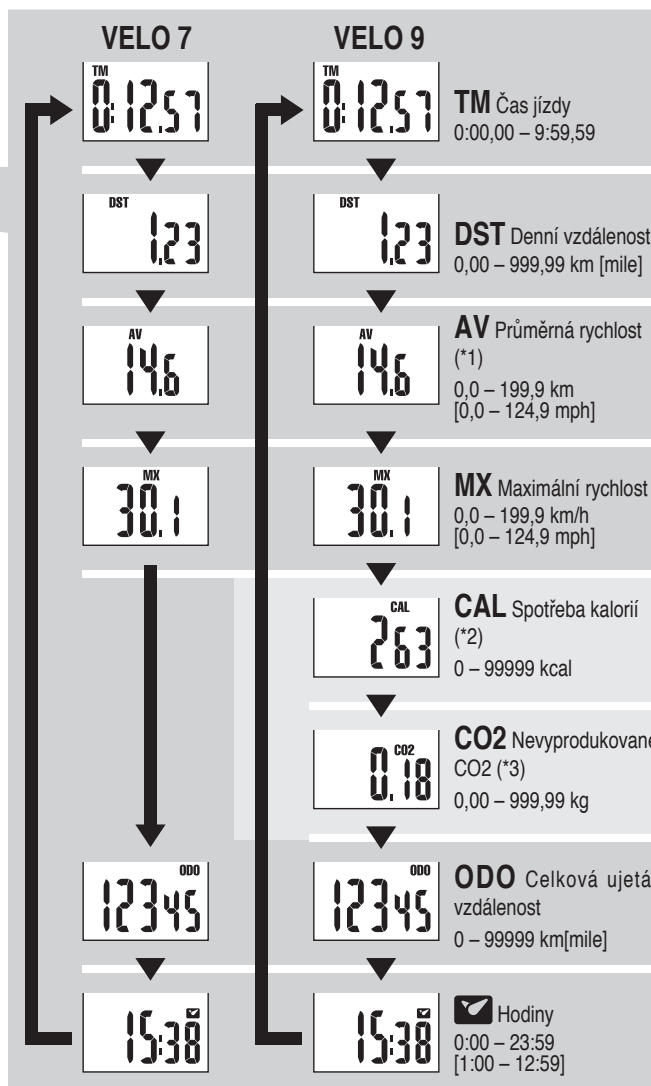 VELO 7 VELO 9
TM
0:12.57
TM
0:12.57
TM Čas jízdy
0:00,00 – 9:59,59
DST
1.23
DST
1.23
DST Denní vzdálenost
0,00 – 999,99 km [mile]
AV
14.6
AV
14.6
AV Průměrná rychlost
(*1)
0,0 – 199,9 km
[0,0 – 124,9 mph]
MX
30.1
MX
30.1
MX Maximální rychlost
0,0 – 199,9 km/h
[0,0 – 124,9 mph]
CAL
263
CAL Spotřeba kalorií
(*2)
0 – 99999 kcal
CO2
0.18
CO2 Nevyprodukované
CO2 (*3)
0,00 – 999,99 kg
ODO
12345
ODO
12345
ODO Celková ujetá
vzdálenost
0 – 99999 km[mile]
15:38
15:38
Hodiny
0:00 – 23:59
[1:00 – 12:59]